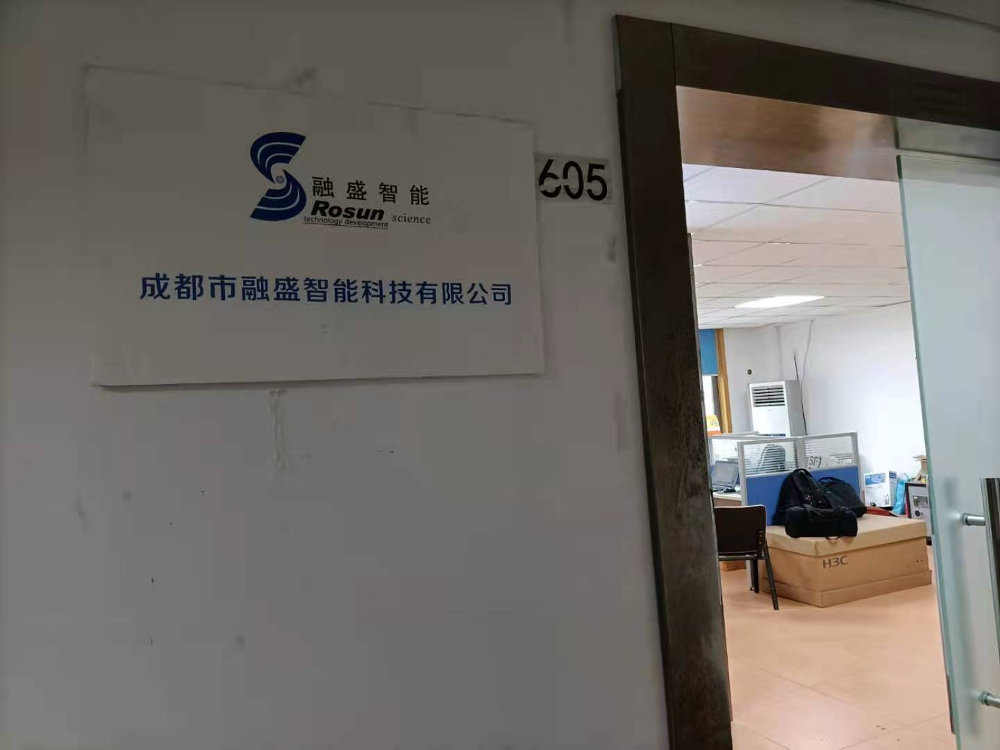 融盛智能
Rosun science
technology development
成都市融盛智能科技有限公司
605
H3C